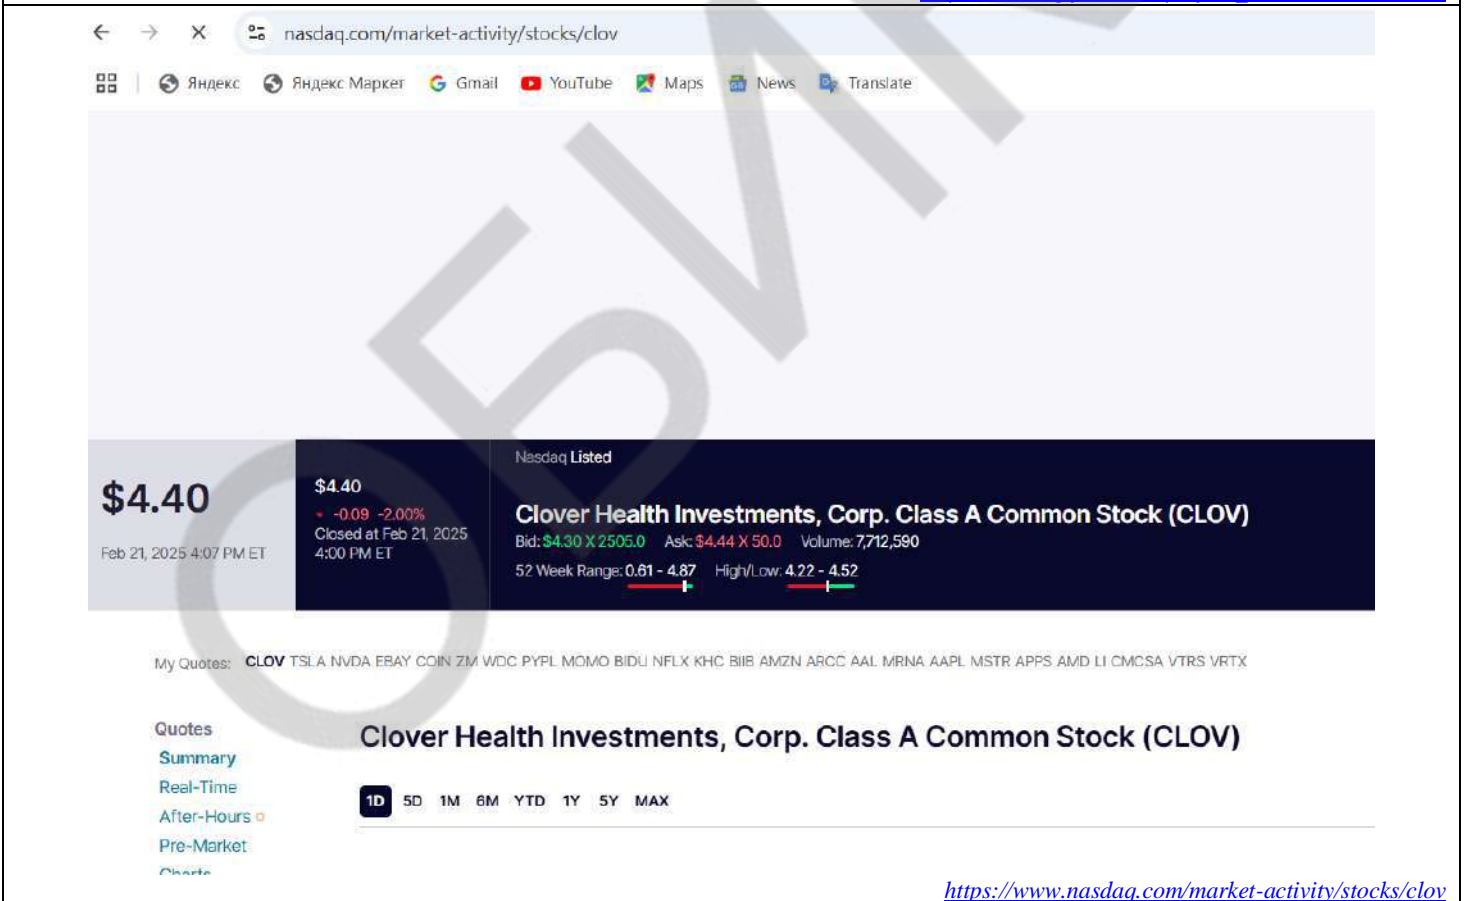 nasdaq.com/market-activity/stocks/clov
Яндекс Яндекс Маркет Gmail YouTube Maps News Translate
ОБИ
Nasdaq Listed
$4.40
$4.40
-0.09 -2.00%
Clover Health Investments, Corp. Class A Common Stock (CLOV)
Closed at Feb 21, 2025
4:00 PM ET
Bid: $4.30 X 2505.0 Ask: $4.44 X 50.0 Volume: 7,712,590
Feb 21, 2025 4:07 PM ET
52 Week Range: 0.61 - 4.87 High/Low: 4.22 - 4.52
My Quotes: CLOV TSLA NVDA EBAY COIN ZM WDC PYPL MOMO BIDU NFLX KHC BIIB AMZN ARCC AAL MRNA AAPL MSTR APPS AMD LI CMCSA VTRS VRTX
Quotes
Clover Health Investments, Corp. Class A Common Stock (CLOV)
Summary
Real-Time
1D 5D 1M 6M YTD 1Y 5Y MAX
After-Hours
Pre-Market
Charts
https://www.nasdaq.com/market-activity/stocks/clov